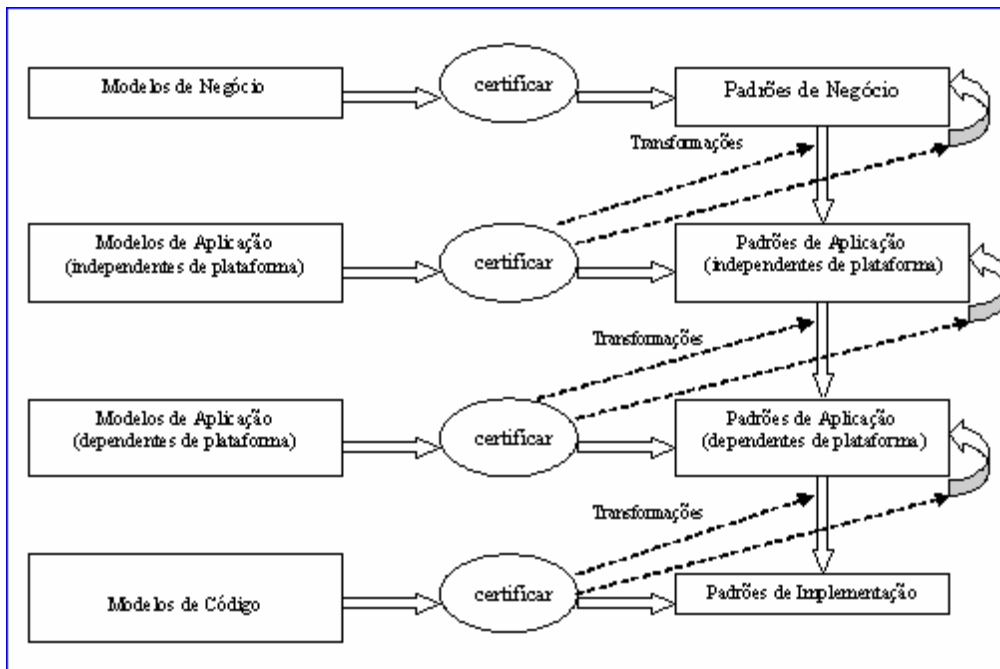 Modelos de Negócio
certificar
Padrões de Negócio
Transformações
Modelos de Aplicação
(independentes de plataforma)
certificar
Padrões de Aplicação
(independentes de plataforma)
Transformações
Modelos de Aplicação
(dependentes de plataforma)
certificar
Padrões de Aplicação
(dependentes de plataforma)
Transformações
Modelos de Código
certificar
Padrões de Implementação